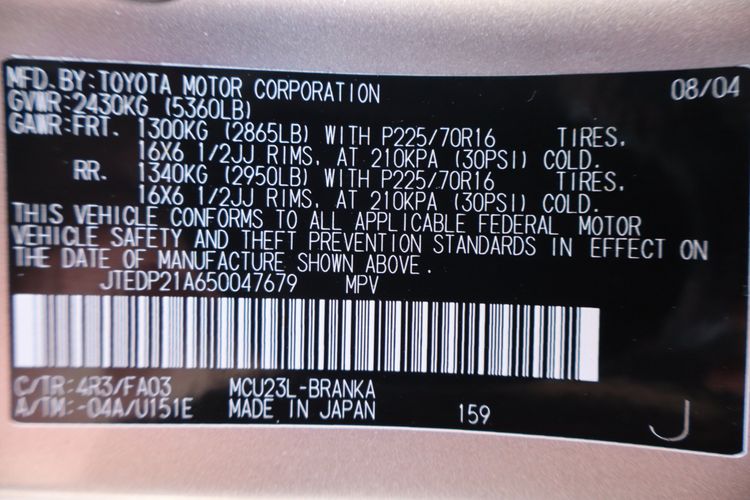 MFD.BY:TOYOTA MOTOR CORPORATION 08/04
GVWR:2430KG (5360LB)
GAWR:FRT. 1300KG (2865LB) WITH P225/70R16 TIRES,
16X6 1/2JJ RIMS, AT 210KPA (30PSI) COLD.
RR. 1340KG (2950LB) WITH P225/70R16 TIRES,
16X6 1/2JJ RIMS, AT 210KPA (30PSI) COLD.
THIS VEHICLE CONFORMS TO ALL APPLICABLE FEDERAL MOTOR
VEHICLE SAFETY AND THEFT PREVENTION STANDARDS IN EFFECT ON
THE DATE OF MANUFACTURE SHOWN ABOVE.
JTEDP21A650047679 MPV
C/TR:4R3/FA03 MCU23L-BRANKA
A/TM:-04A/U151E MADE IN JAPAN 159 J